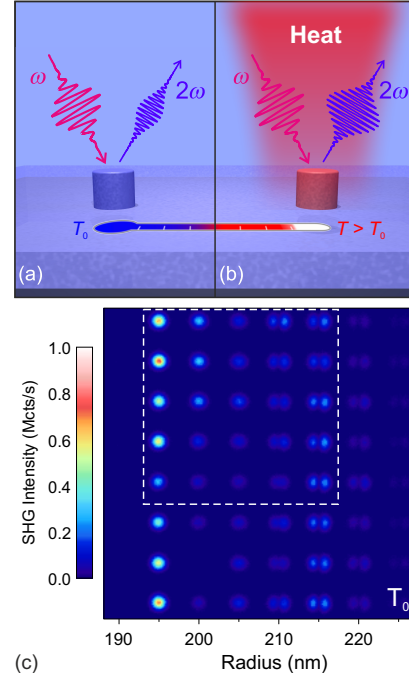 Heat
ω 2ω ω 2ω
T₀ T > T₀
(a) (b)
SHG Intensity (Mcts/s)
1.0
0.8
0.6
0.4
0.2
0.0
T₀
190 200 210 220
Radius (nm)
(c)